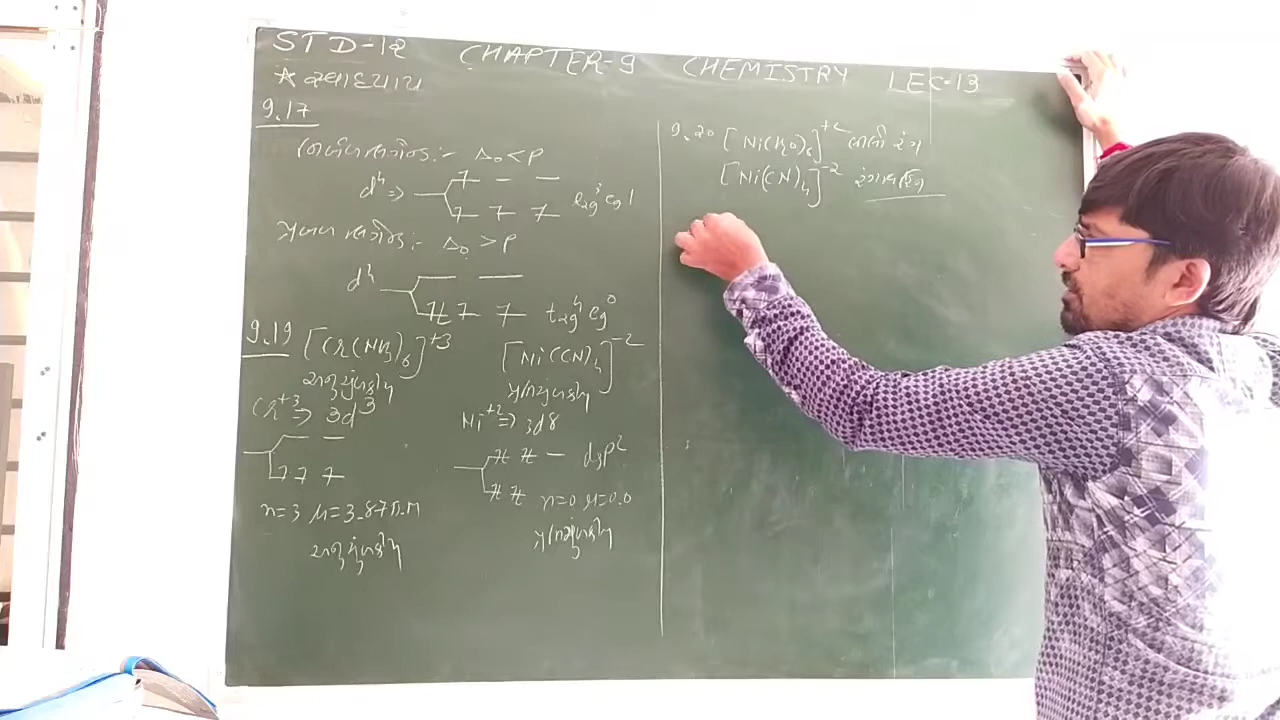 STD-12 CHAPTER-9 CHEMISTRY LEC-13
* સ્વાધ્યાય
9.17
Δo < P
d4 ⇒ t2g3 eg1
Δo > P
d4 t2g4 eg0
9.19 [Cr(NH3)6]+3 [Ni(CN)4]-2
અનુચુંબકીય પ્રતિચુંબકીય
Cr+3 ⇒ 3d3 Ni+2 ⇒ 3d8
dsp2
n=3 μ=3.87 B.M n=0 μ=0.0
અનુચુંબકીય પ્રતિચુંબકીય
9.20 [Ni(H2O)6]+2 લીલો રંગ
[Ni(CN)4]-2 રંગવિહીન